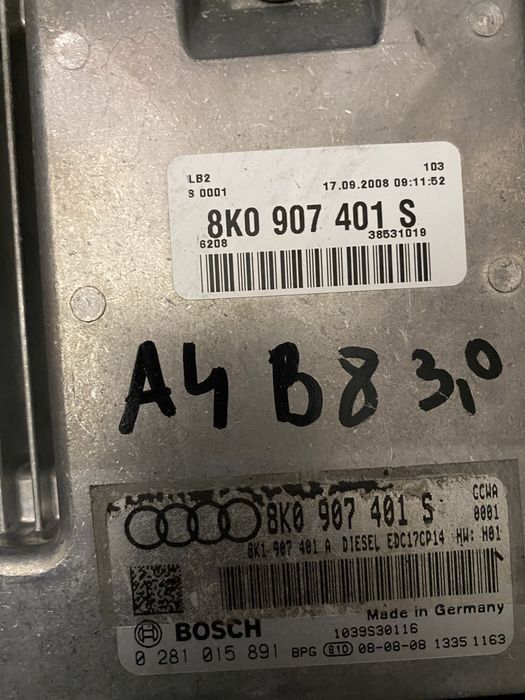 LB2 103
S 0001 17.09.2008 09:11:52
8K0 907 401 S
6208 38531019
A4 B8 3,0
8K0 907 401 S CCWA
0001
8K1 907 401 A DIESEL EDC17CP14 HW: H01
Made in Germany
BOSCH 1039S30116
0 281 015 891 BPG 810 08-08-08 1335 1163